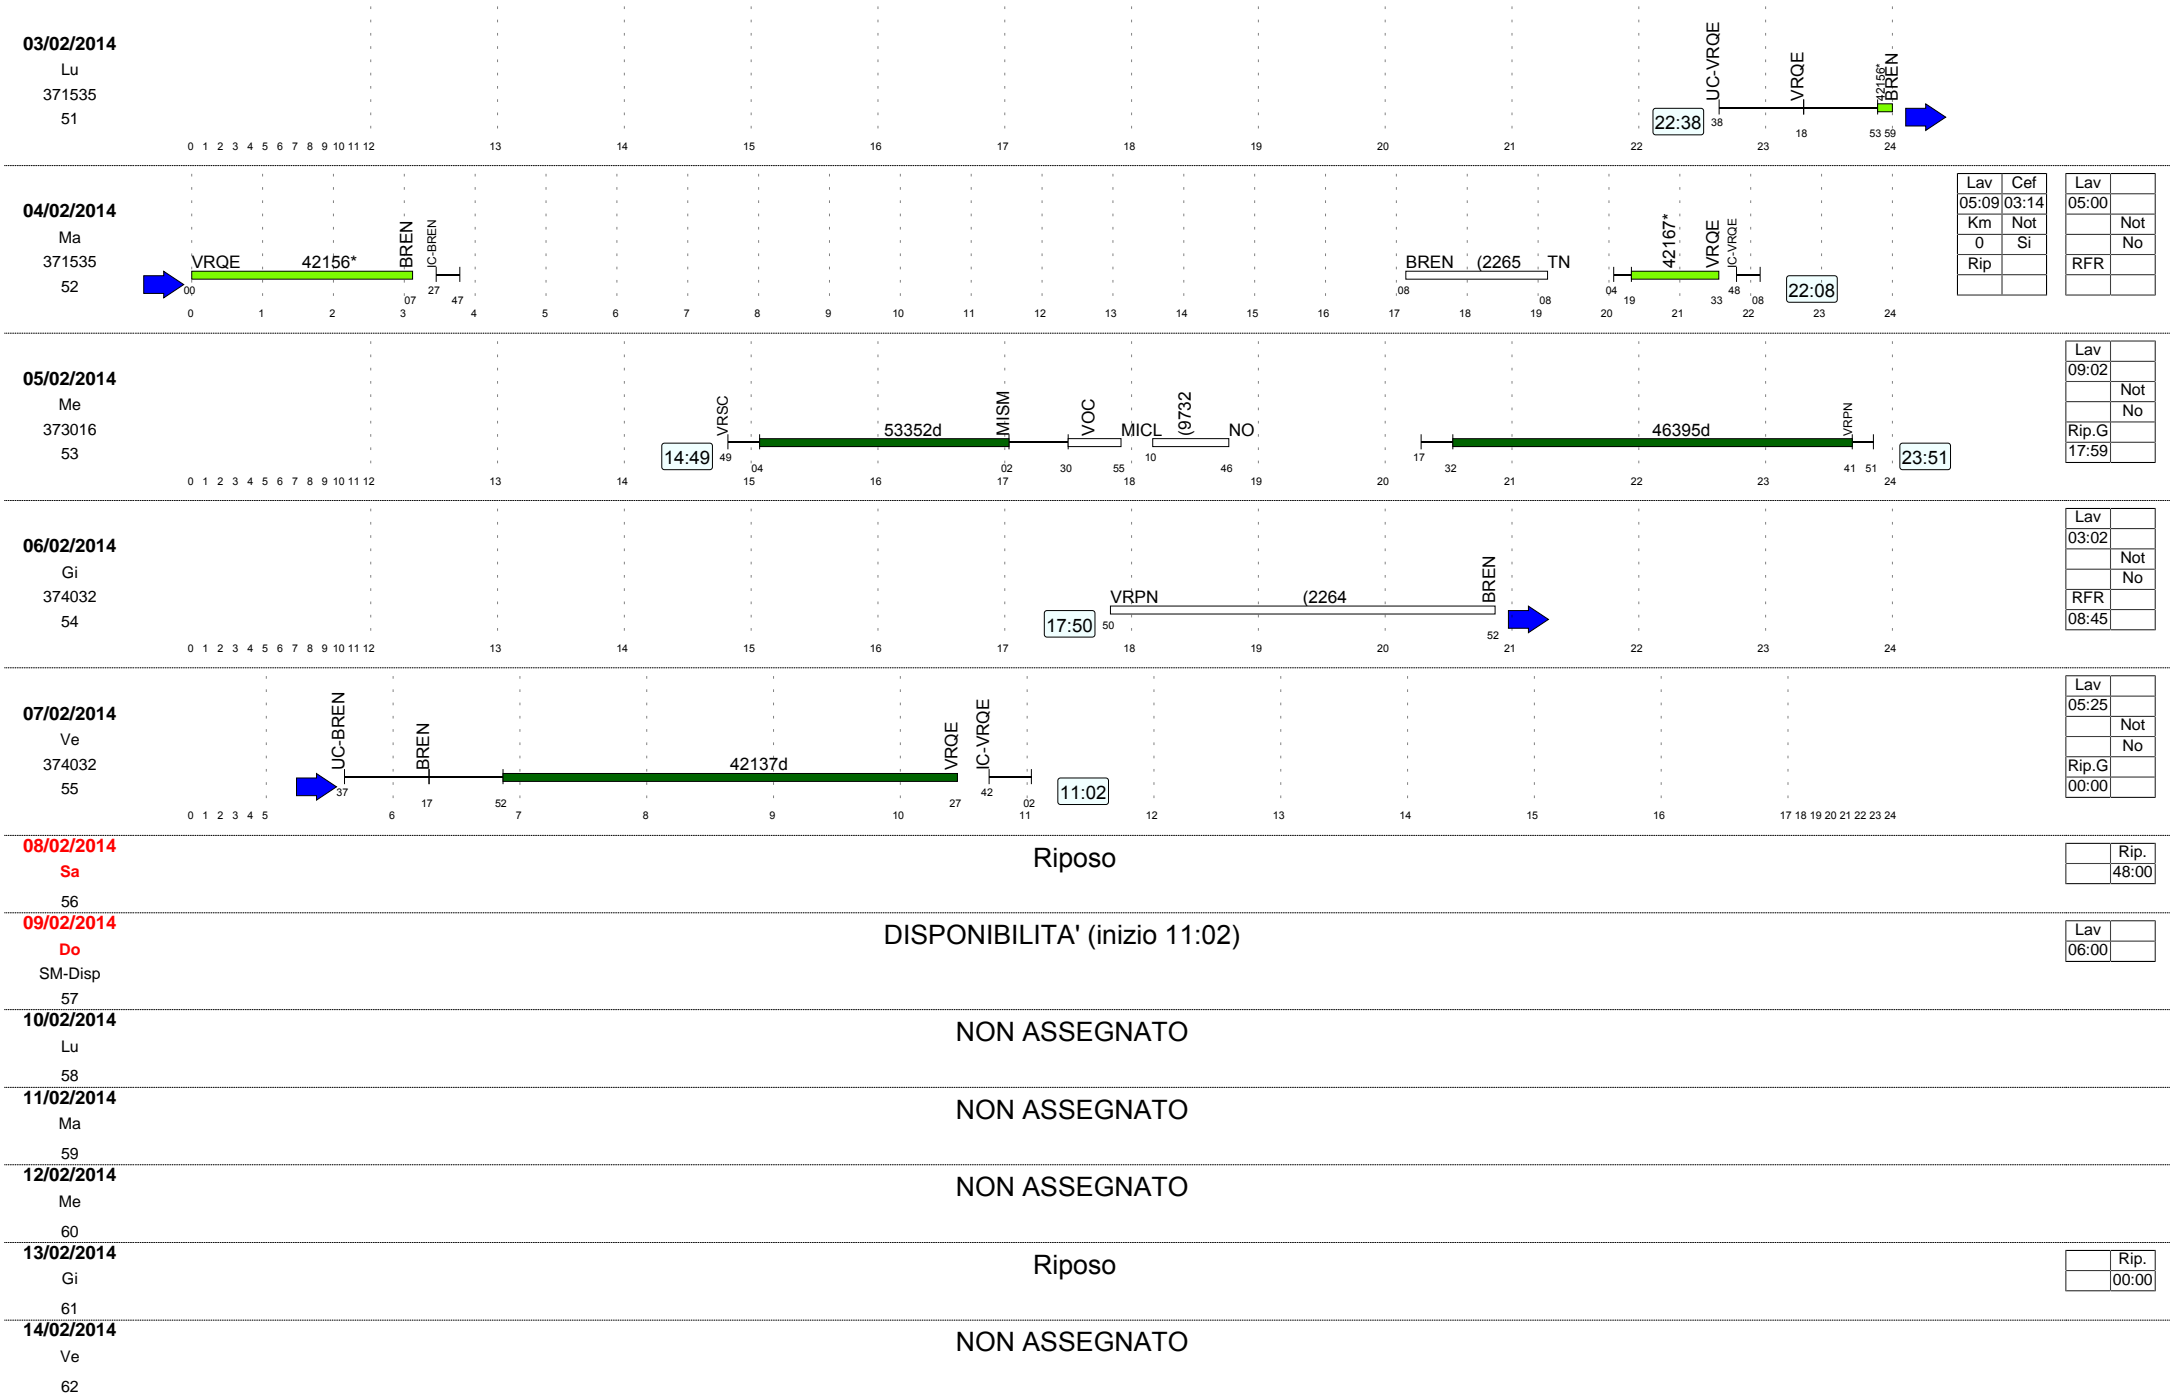 03/02/2014
Lu
371535
51
22:38
UC-VRQE
VRQE
42156*
BREN
38 18 53 59
0 1 2 3 4 5 6 7 8 9 10 11 12 13 14 15 16 17 18 19 20 21 22 23 24
04/02/2014
Ma
371535
52
VRQE 42156* BREN IC-BREN
00 07 27 47
BREN (2265 TN
08 08
42167* VRQE IC-VRQE
04 19 33 48 08
22:08
0 1 2 3 4 5 6 7 8 9 10 11 12 13 14 15 16 17 18 19 20 21 22 23 24
Lav Cef
05:09 03:14
Km Not
0 Si
Rip
Lav
05:00
Not
No
RFR
05/02/2014
Me
373016
53
14:49
VRSC 53352d MISM VOC MICL (9732 NO
49 04 02 30 55 10 46
46395d VRPN
17 32 41 51
23:51
0 1 2 3 4 5 6 7 8 9 10 11 12 13 14 15 16 17 18 19 20 21 22 23 24
Lav
09:02
Not
No
Rip.G
17:59
06/02/2014
Gi
374032
54
17:50
VRPN (2264 BREN
50 52
0 1 2 3 4 5 6 7 8 9 10 11 12 13 14 15 16 17 18 19 20 21 22 23 24
Lav
03:02
Not
No
RFR
08:45
07/02/2014
Ve
374032
55
UC-BREN BREN 42137d VRQE IC-VRQE
37 17 52 27 42 02
11:02
0 1 2 3 4 5 6 7 8 9 10 11 12 13 14 15 16 17 18 19 20 21 22 23 24
Lav
05:25
Not
No
Rip.G
00:00
08/02/2014
Sa
56
Riposo
Rip.
48:00
09/02/2014
Do
SM-Disp
57
DISPONIBILITA' (inizio 11:02)
Lav
06:00
10/02/2014
Lu
58
NON ASSEGNATO
11/02/2014
Ma
59
NON ASSEGNATO
12/02/2014
Me
60
NON ASSEGNATO
13/02/2014
Gi
61
Riposo
Rip.
00:00
14/02/2014
Ve
62
NON ASSEGNATO